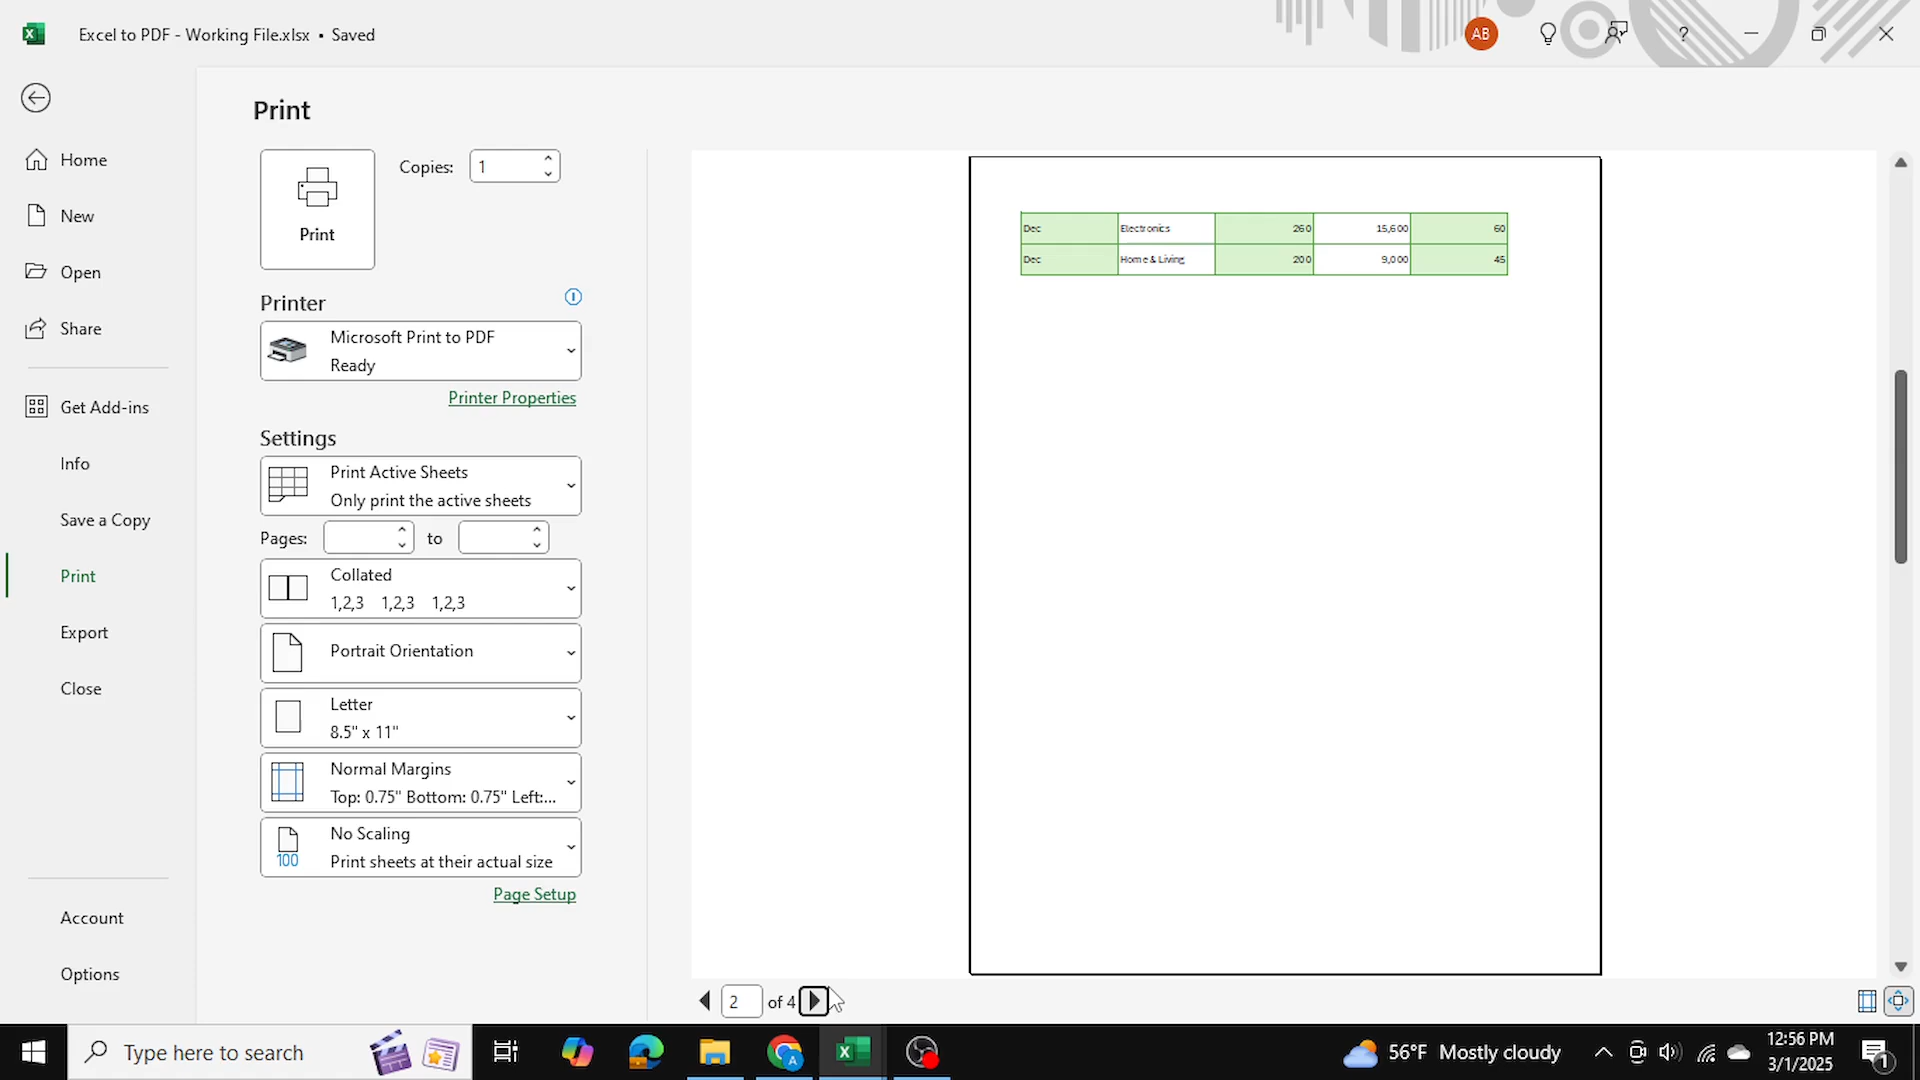 Excel to PDF - Working File.xlsx • Saved
AB
?
Print
Home
New
Open
Share
Get Add-ins
Info
Save a Copy
Print
Export
Close
Account
Options
Print
Copies: 1
Printer
Microsoft Print to PDF
Ready
Printer Properties
Settings
Print Active Sheets
Only print the active sheets
Pages: to
Collated
1,2,3 1,2,3 1,2,3
Portrait Orientation
Letter
8.5" x 11"
Normal Margins
Top: 0.75" Bottom: 0.75" Left:...
100
No Scaling
Print sheets at their actual size
Page Setup
Dec Electronics 260 15,600 60
Dec Home & Living 200 9,000 45
2 of 4
Type here to search
A
56°F Mostly cloudy
12:56 PM
3/1/2025
1